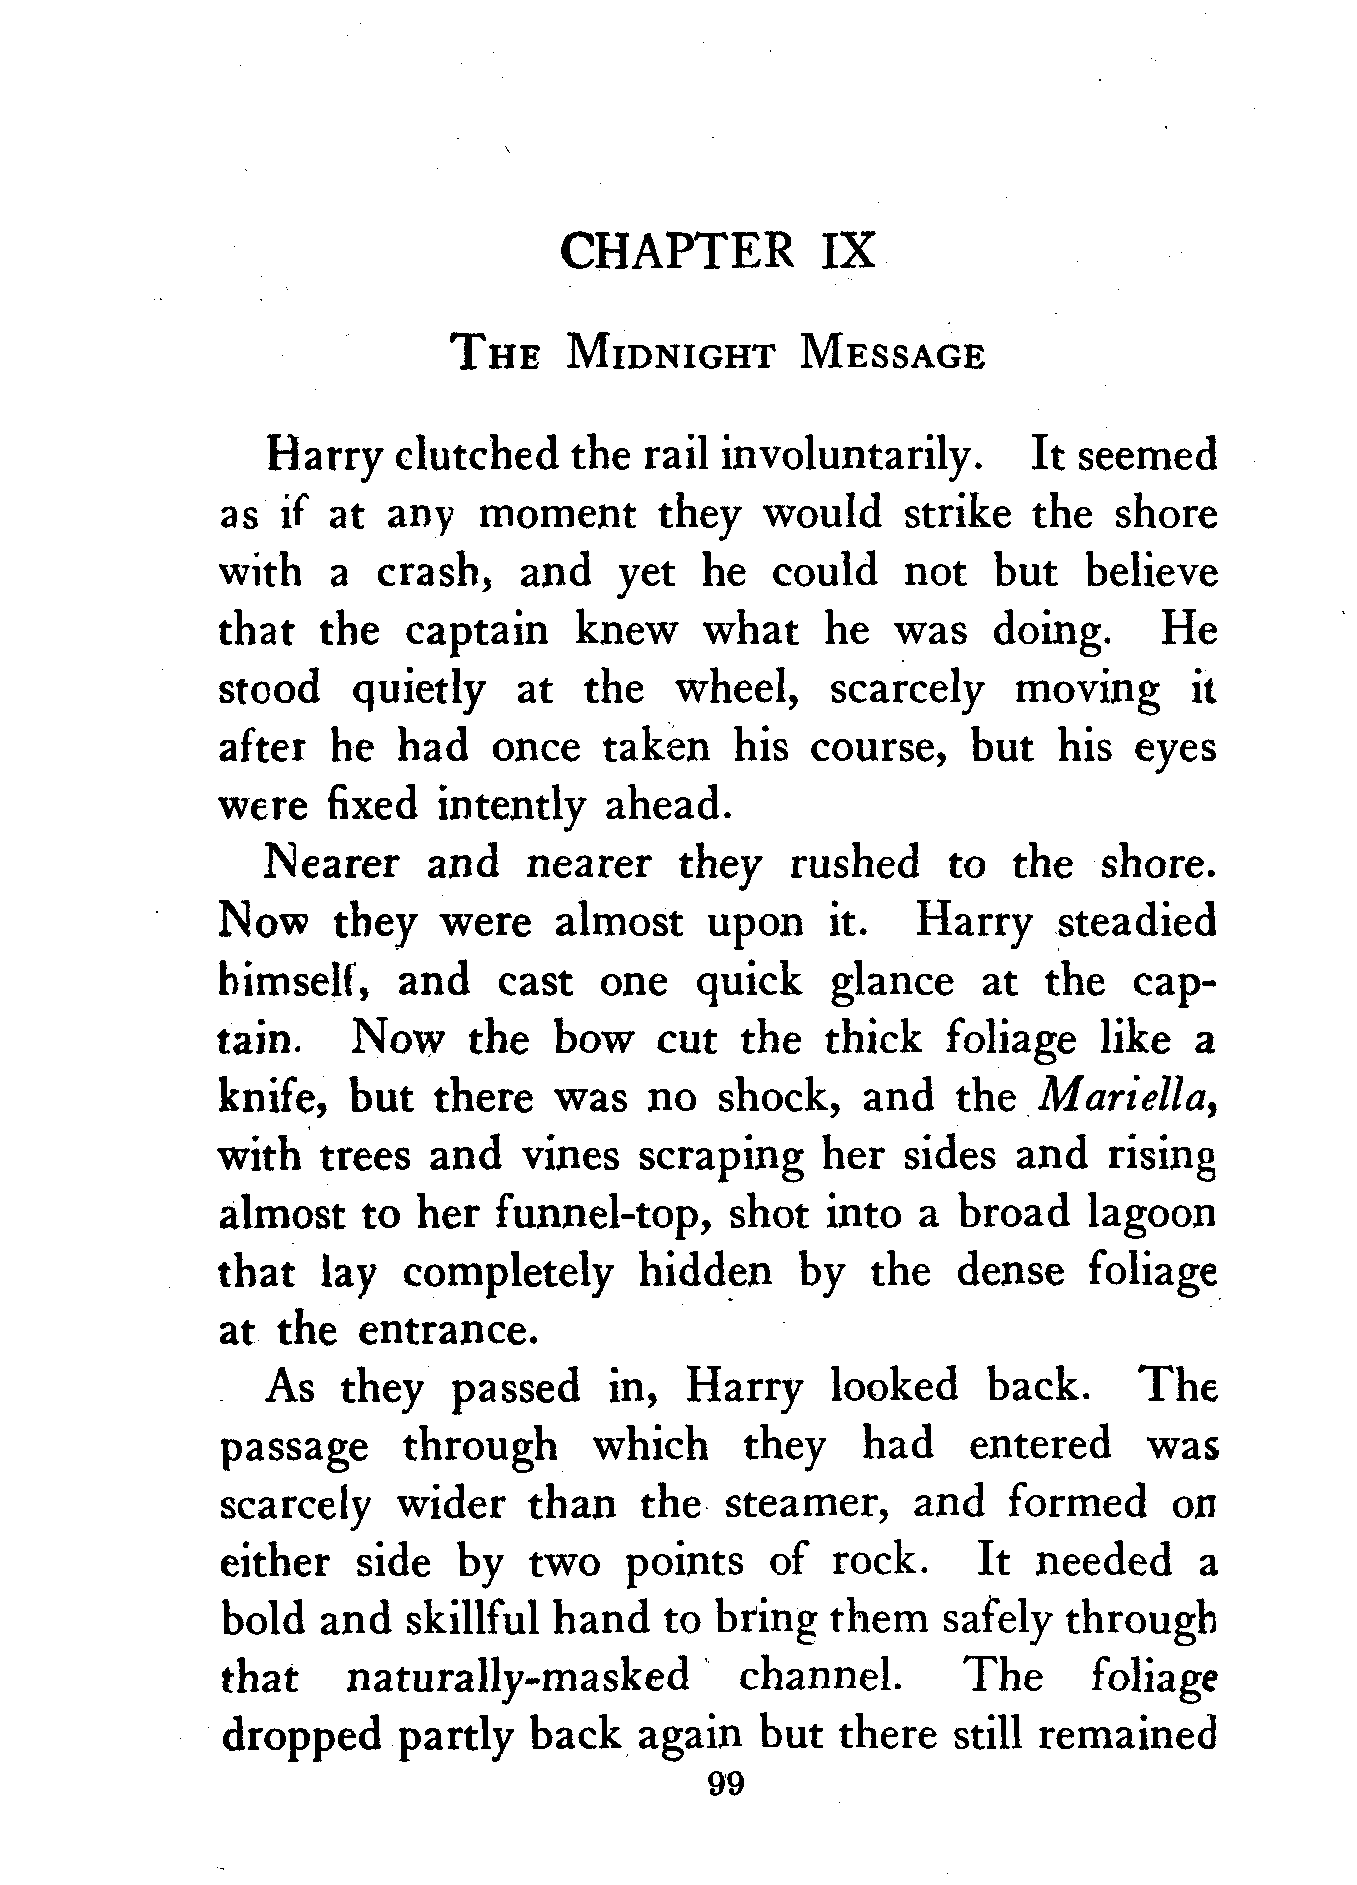 CHAPTER IX
The Midnight Message
Harry clutched the rail involuntarily. It seemed
as if at any moment they would strike the shore
with a crash, and yet he could not but believe
that the captain knew what he was doing. He
stood quietly at the wheel, scarcely moving it
after he had once taken his course, but his eyes
were fixed intently ahead.
Nearer and nearer they rushed to the shore.
Now they were almost upon it. Harry steadied
himself, and cast one quick glance at the cap-
tain. Now the bow cut the thick foliage like a
knife, but there was no shock, and the Mariella,
with trees and vines scraping her sides and rising
almost to her funnel-top, shot into a broad lagoon
that lay completely hidden by the dense foliage
at the entrance.
As they passed in, Harry looked back. The
passage through which they had entered was
scarcely wider than the steamer, and formed on
either side by two points of rock. It needed a
bold and skillful hand to bring them safely through
that naturally-masked channel. The foliage
dropped partly back again but there still remained
99